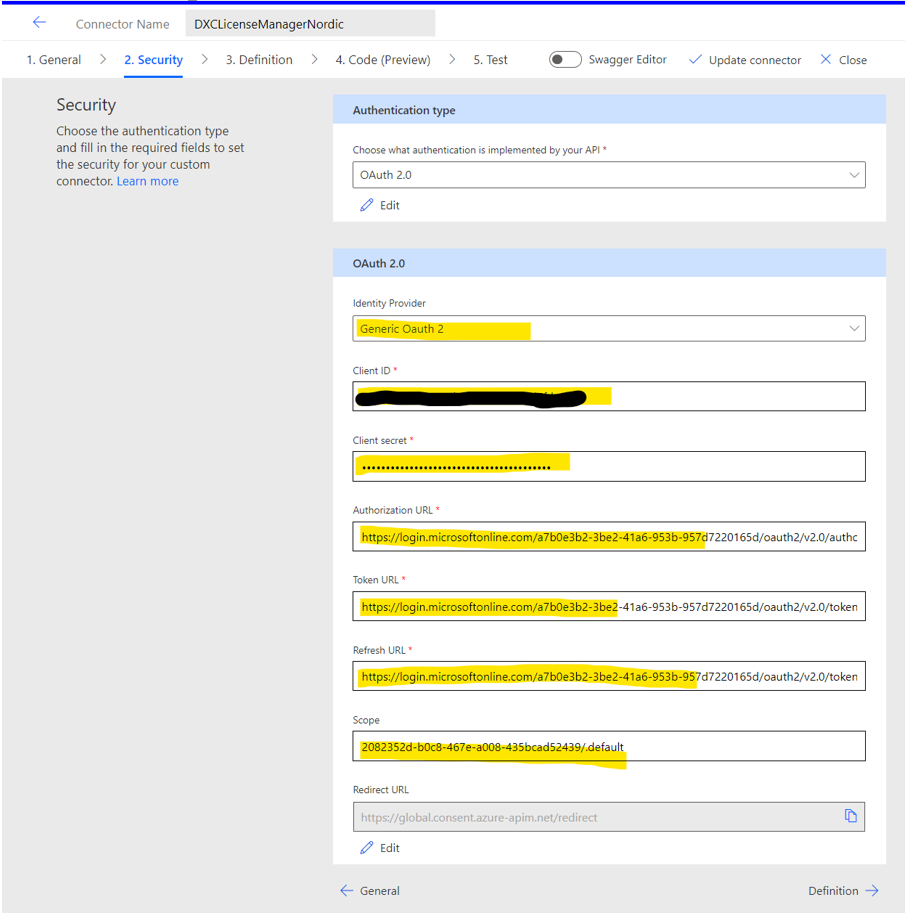 Connector Name DXCLicenseManagerNordic
1. General 2. Security 3. Definition 4. Code (Preview) 5. Test Swagger Editor Update connector Close
Security
Choose the authentication type
and fill in the required fields to set
the security for your custom
connector. Learn more
Authentication type
Choose what authentication is implemented by your API *
OAuth 2.0
Edit
OAuth 2.0
Identity Provider
Generic Oauth 2
Client ID *
Client secret *
••••••••••••••••••••••••••••••••••••••••
Authorization URL *
https://login.microsoftonline.com/a7b0e3b2-3be2-41a6-953b-957d7220165d/oauth2/v2.0/autho
Token URL *
https://login.microsoftonline.com/a7b0e3b2-3be2-41a6-953b-957d7220165d/oauth2/v2.0/token
Refresh URL *
https://login.microsoftonline.com/a7b0e3b2-3be2-41a6-953b-957d7220165d/oauth2/v2.0/token
Scope
2082352d-b0c8-467e-a008-435bcad52439/.default
Redirect URL
https://global.consent.azure-apim.net/redirect
Edit
General Definition